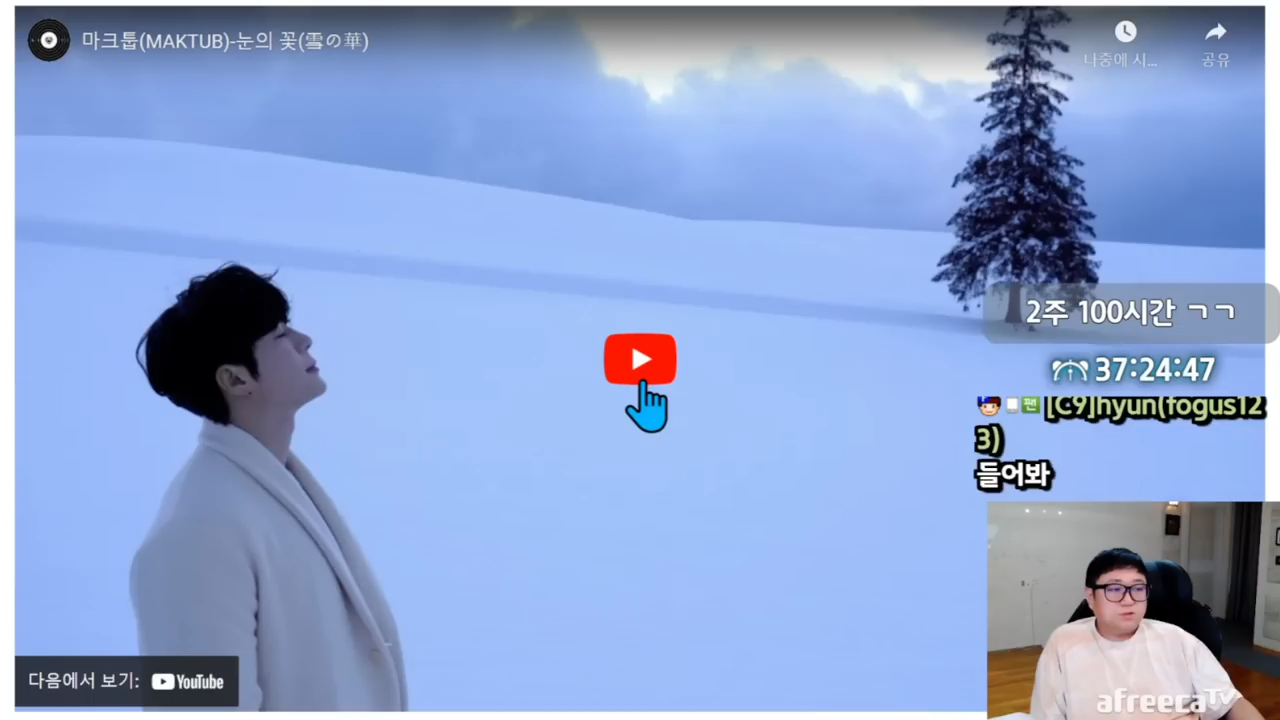 마크툽(MAKTUB)-눈의 꽃(雪の華)
나중에 시...
공유
2주 100시간 ㄱㄱ
37:24:47
팬 [C9]hyun(fogus12
3)
들어봐
다음에서 보기: YouTube
afreecaTV